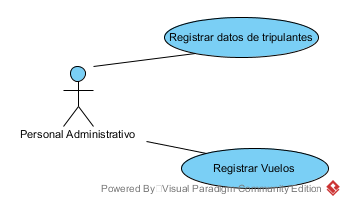 Registrar datos de tripulantes
Personal Administrativo
Registrar Vuelos
Powered By Visual Paradigm Community Edition